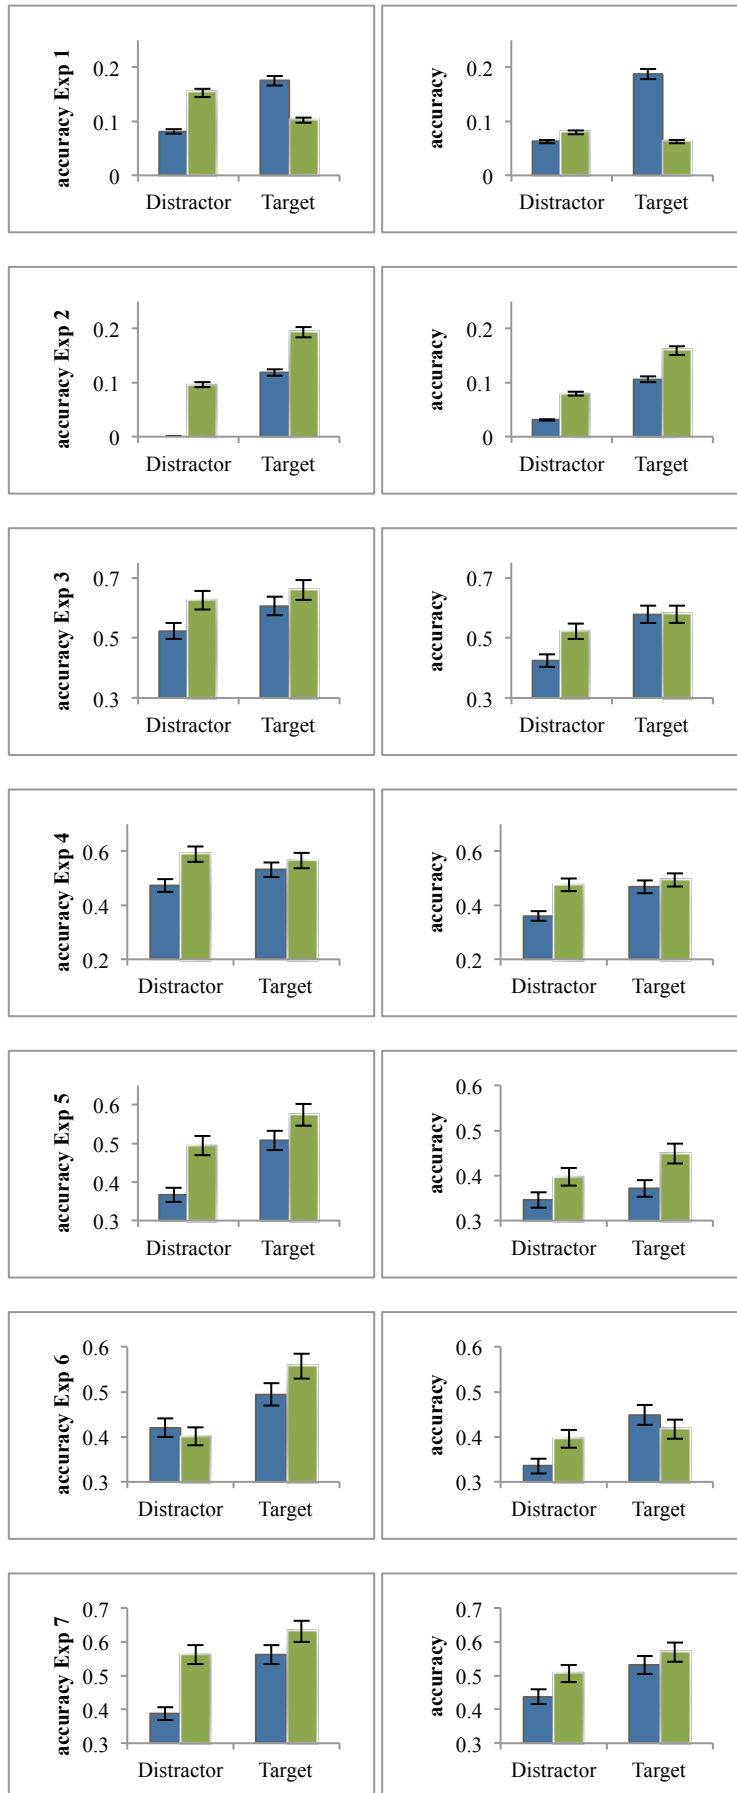 accuracy Exp 1
0.2
0.1
0
Distractor Target
accuracy
0.2
0.1
0
Distractor Target
accuracy Exp 2
0.2
0.1
0
Distractor Target
accuracy
0.2
0.1
0
Distractor Target
accuracy Exp 3
0.7
0.5
0.3
Distractor Target
accuracy
0.7
0.5
0.3
Distractor Target
accuracy Exp 4
0.6
0.4
0.2
Distractor Target
accuracy
0.6
0.4
0.2
Distractor Target
accuracy Exp 5
0.6
0.5
0.4
0.3
Distractor Target
accuracy
0.6
0.5
0.4
0.3
Distractor Target
accuracy Exp 6
0.6
0.5
0.4
0.3
Distractor Target
accuracy
0.6
0.5
0.4
0.3
Distractor Target
accuracy Exp 7
0.7
0.6
0.5
0.4
0.3
Distractor Target
accuracy
0.7
0.6
0.5
0.4
0.3
Distractor Target